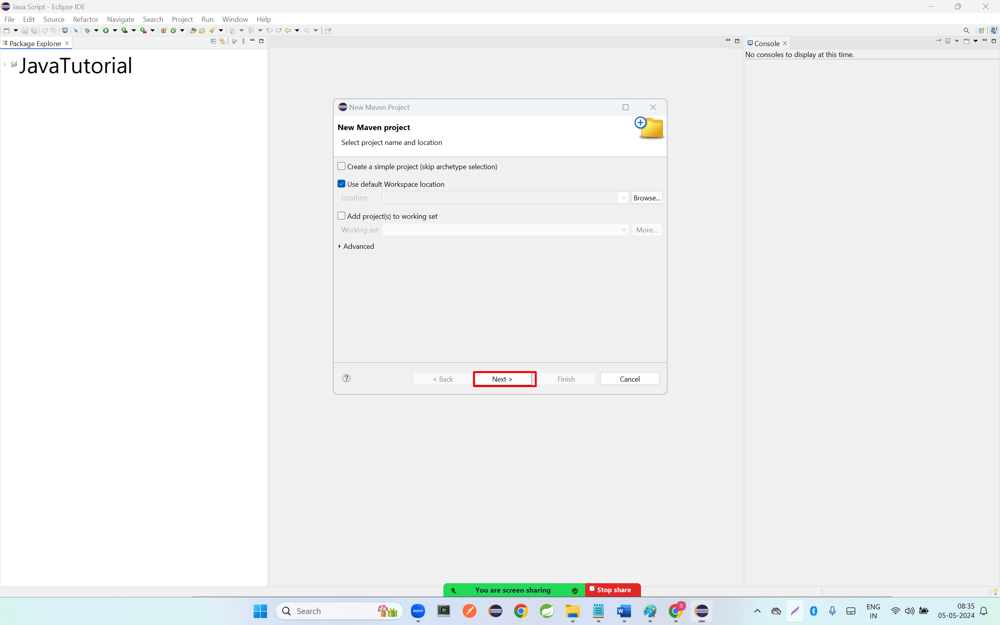 Java Script - Eclipse IDE
File Edit Source Refactor Navigate Search Project Run Window Help
Package Explorer
JavaTutorial
Console
No consoles to display at this time.
New Maven Project
New Maven project
Select project name and location
Create a simple project (skip archetype selection)
Use default Workspace location
Location:
Browse...
Add project(s) to working set
Working set:
More...
Advanced
< Back
Next >
Finish
Cancel
You are screen sharing
Stop share
Search
zoom
W
S
ENG
IN
08:35
05-05-2024